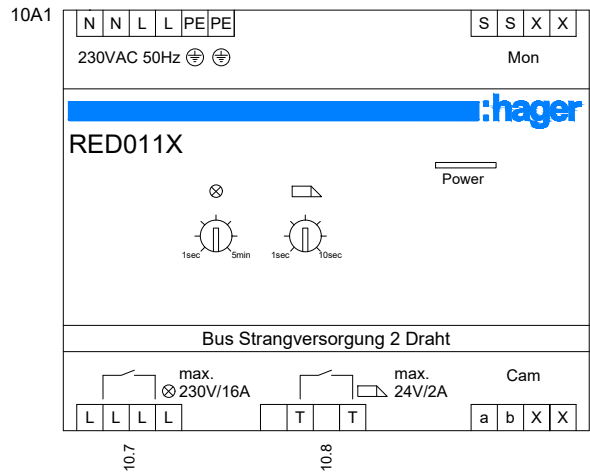 10A1
N N L L PE PE S S X X
230VAC 50Hz Mon
:hager
RED011X
Power
1sec 5min 1sec 10sec
Bus Strangversorgung 2 Draht
max. max. Cam
230V/16A 24V/2A
L L L L T T a b X X
10.7 10.8